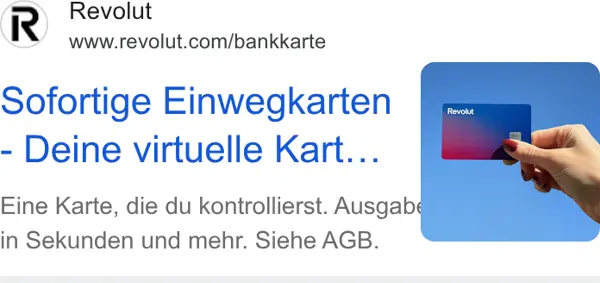 Revolut
www.revolut.com/bankkarte
Sofortige Einwegkarten
- Deine virtuelle Kart…
Eine Karte, die du kontrollierst. Ausgabe
in Sekunden und mehr. Siehe AGB.
Revolut